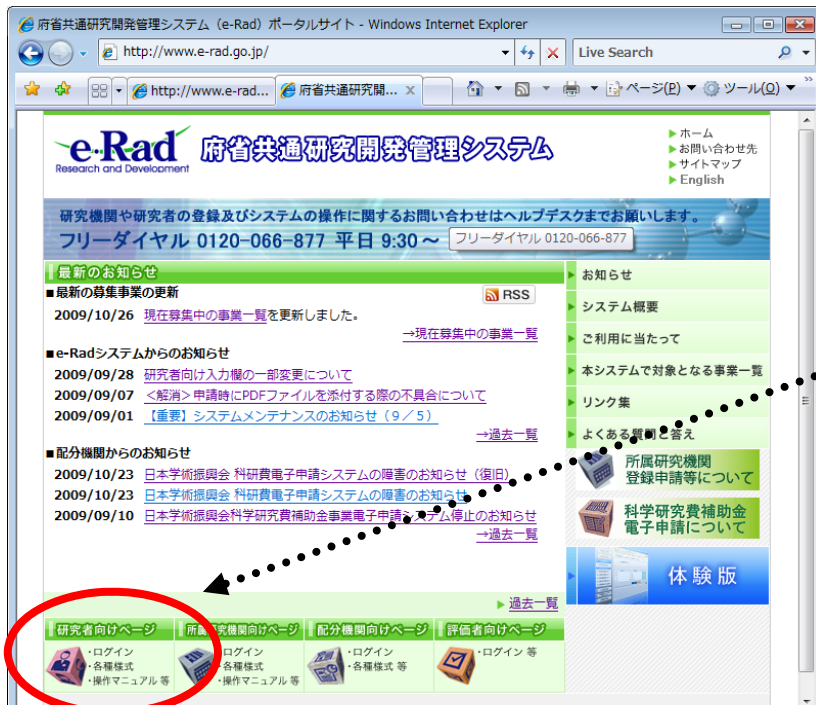 府省共通研究開発管理システム（e-Rad）ポータルサイト - Windows Internet Explorer
http://www.e-rad.go.jp/
Live Search
http://www.e-rad...
府省共通研究開... x
ページ(P)
ツール(O)
e-Rad
Research and Development
府省共通研究開発管理システム
ホーム
お問い合わせ先
サイトマップ
English
研究機関や研究者の登録及びシステムの操作に関するお問い合わせはヘルプデスクまでお願いします。
フリーダイヤル 0120-066-877 平日 9:30～
フリーダイヤル 0120-066-877
最新のお知らせ
■最新の募集事業の更新
RSS
2009/10/26 現在募集中の事業一覧を更新しました。
→現在募集中の事業一覧
■e-Radシステムからのお知らせ
2009/09/28 研究者向け入力欄の一部変更について
2009/09/07 <解消>申請時にPDFファイルを添付する際の不具合について
2009/09/01 【重要】システムメンテナンスのお知らせ（９／５）
→過去一覧
■配分機関からのお知らせ
2009/10/23 日本学術振興会 科研費電子申請システムの障害のお知らせ（復旧）
2009/10/23 日本学術振興会 科研費電子申請システムの障害のお知らせ
2009/09/10 日本学術振興会科学研究費補助金事業電子申請システム停止のお知らせ
→過去一覧
過去一覧
お知らせ
システム概要
ご利用に当たって
本システムで対象となる事業一覧
リンク集
よくある質問と答え
所属研究機関
登録申請等について
科学研究費補助金
電子申請について
体験版
研究者向けページ
・ログイン
・各種様式
・操作マニュアル 等
所属研究機関向けページ
・ログイン
・各種様式
・操作マニュアル 等
配分機関向けページ
・ログイン
・各種様式 等
評価者向けページ
・ログイン 等